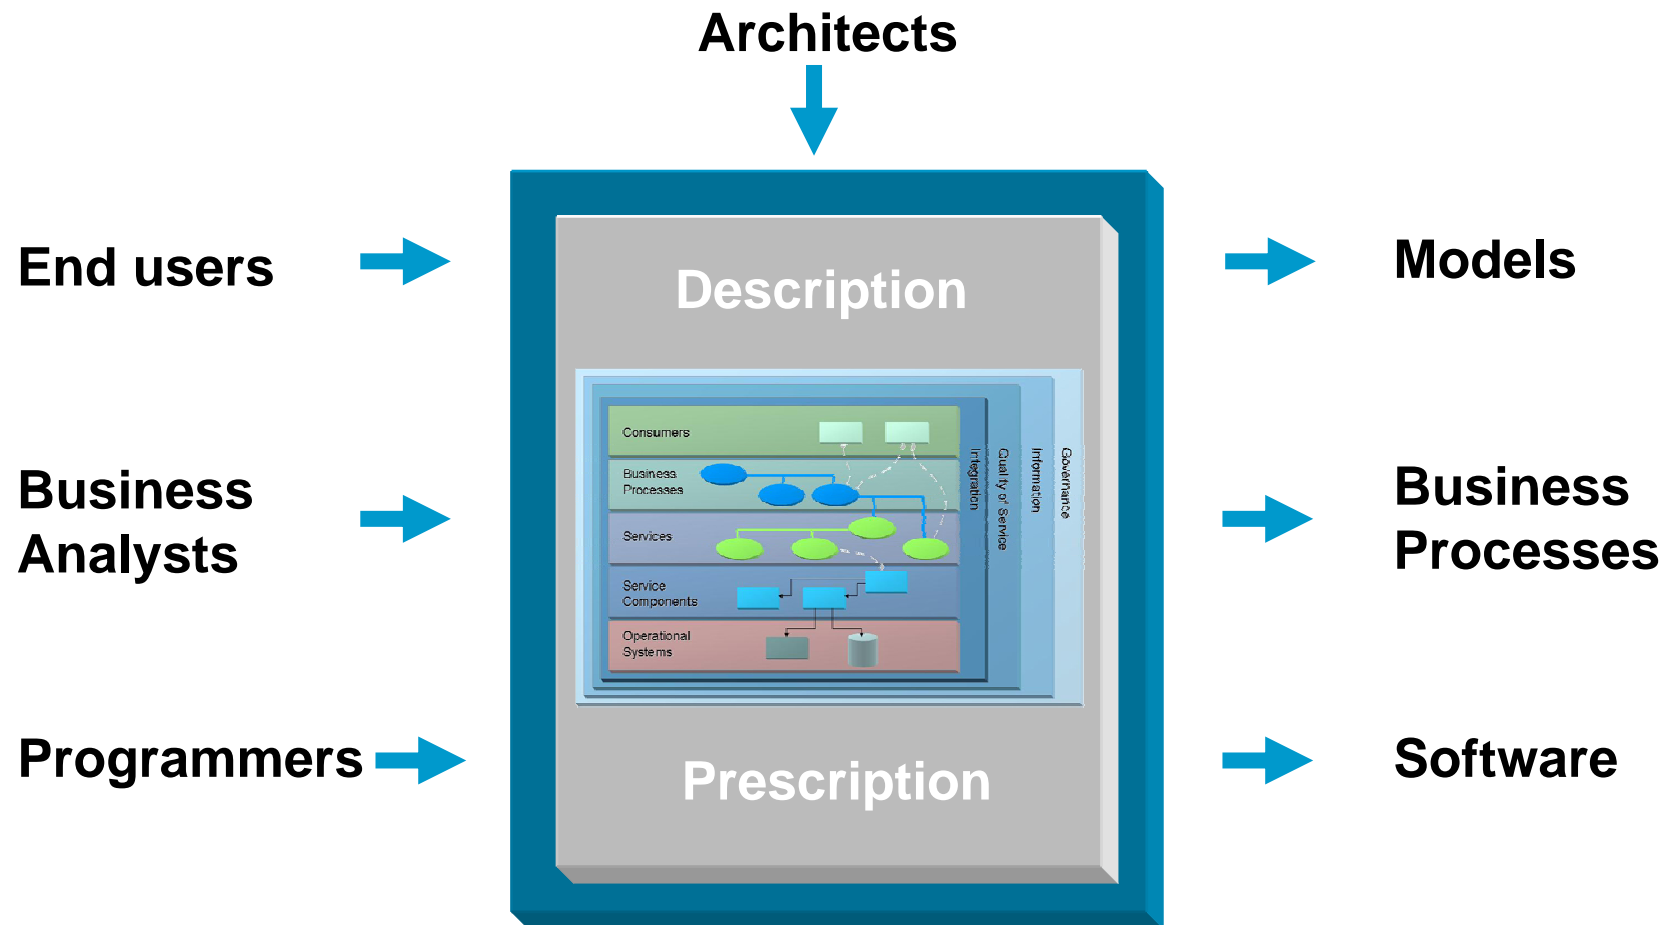 Architects
End users
Description
Models
Consumers
Business
Processes
Services
Service
Components
Operational
Systems
Integration
Quality of Service
Information
Governance
Business
Analysts
Business
Processes
Programmers
Prescription
Software